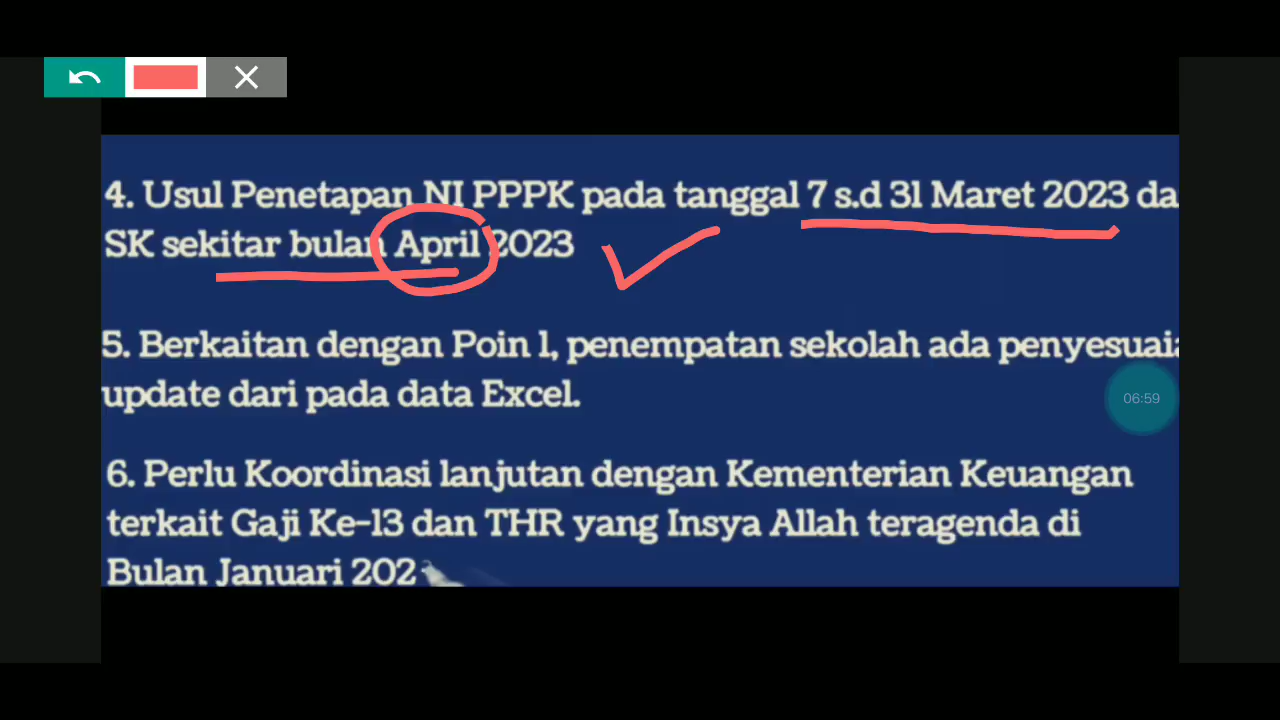 4. Usul Penetapan NI PPPK pada tanggal 7 s.d 31 Maret 2023 da
SK sekitar bulan April 2023
5. Berkaitan dengan Poin 1, penempatan sekolah ada penyesuaia
update dari pada data Excel.
06:59
6. Perlu Koordinasi lanjutan dengan Kementerian Keuangan
terkait Gaji Ke-13 dan THR yang Insya Allah teragenda di
Bulan Januari 202